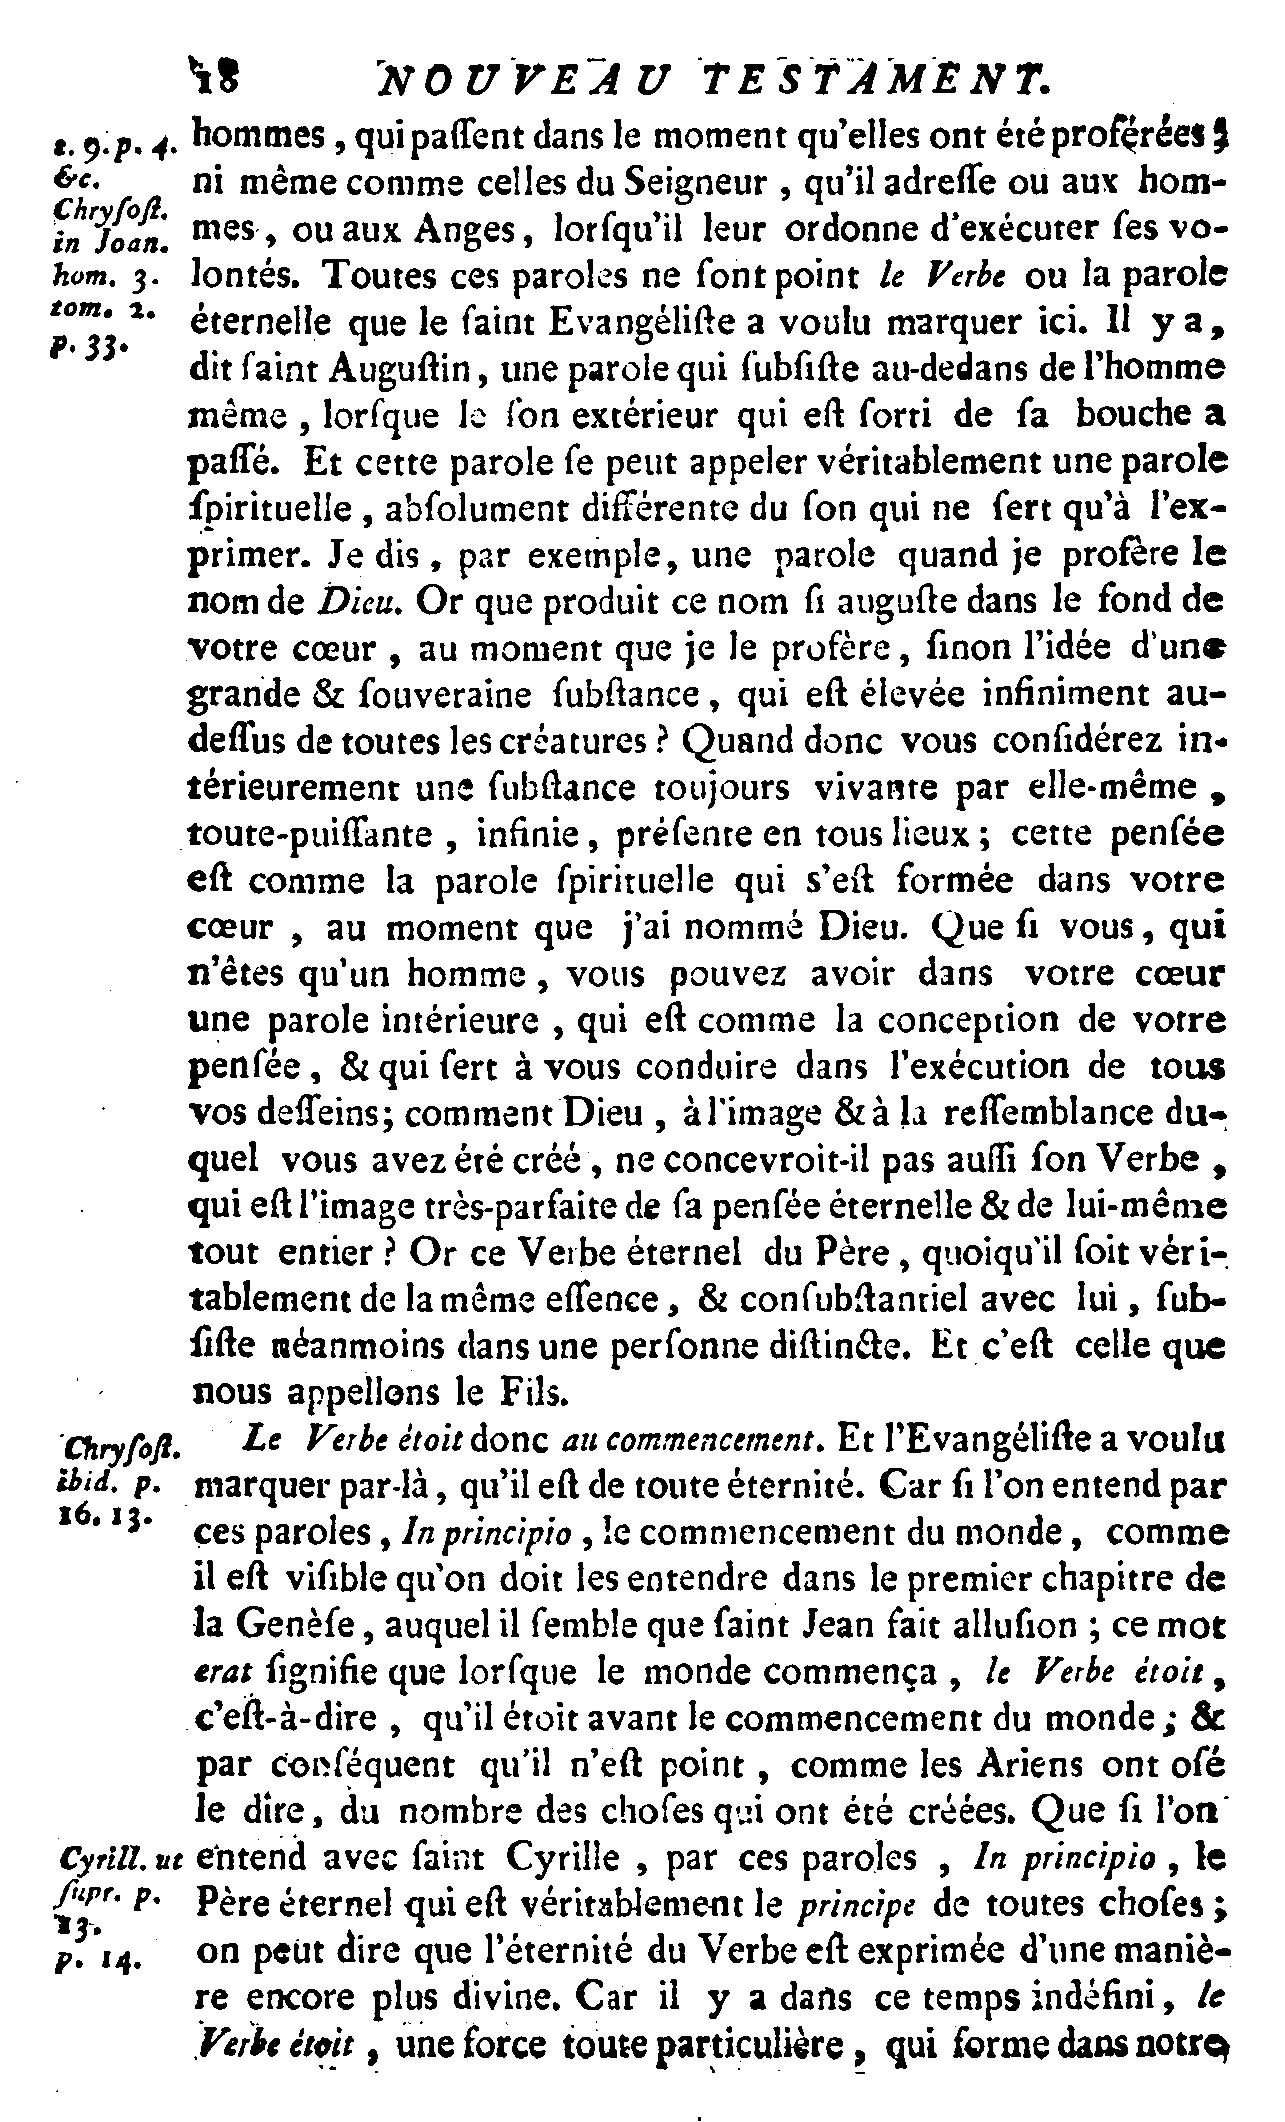 18 NOUVEAU TESTAMENT.
1. 9. p. 4.
&c.
Chryſoſt.
in Joan.
hom. 3.
tom. 2.
p. 33.
hommes, qui paſſent dans le moment qu'elles ont été proférées;
ni même comme celles du Seigneur, qu'il adreſſe ou aux hom-
mes, ou aux Anges, lorſqu'il leur ordonne d'exécuter ſes vo-
lontés. Toutes ces paroles ne ſont point le Verbe ou la parole
éternelle que le ſaint Evangéliſte a voulu marquer ici. Il y a,
dit ſaint Auguſtin, une parole qui ſubſiſte au-dedans de l'homme
même, lorſque le ſon extérieur qui eſt ſorti de ſa bouche a
paſſé. Et cette parole ſe peut appeler véritablement une parole
ſpirituelle, abſolument différente du ſon qui ne ſert qu'à l'ex-
primer. Je dis, par exemple, une parole quand je profère le
nom de Dieu. Or que produit ce nom ſi auguſte dans le fond de
votre cœur, au moment que je le profère, ſinon l'idée d'une
grande & ſouveraine ſubſtance, qui eſt élevée infiniment au-
deſſus de toutes les créatures? Quand donc vous conſidérez in-
térieurement une ſubſtance toujours vivante par elle-même,
toute-puiſſante, infinie, préſente en tous lieux; cette penſée
eſt comme la parole ſpirituelle qui s'eſt formée dans votre
cœur, au moment que j'ai nommé Dieu. Que ſi vous, qui
n'êtes qu'un homme, vous pouvez avoir dans votre cœur
une parole intérieure, qui eſt comme la conception de votre
penſée, & qui ſert à vous conduire dans l'exécution de tous
vos deſſeins; comment Dieu, à l'image & à la reſſemblance du-
quel vous avez été créé, ne concevroit-il pas auſſi ſon Verbe,
qui eſt l'image très-parfaite de ſa penſée éternelle & de lui-même
tout entier? Or ce Verbe éternel du Père, quoiqu'il ſoit véri-
tablement de la même eſſence, & conſubſtantiel avec lui, ſub-
ſiſte néanmoins dans une perſonne diſtincte. Et c'eſt celle que
nous appellons le Fils.
Chryſoſt.
ibid. p.
16. 13.
Le Verbe étoit donc au commencement. Et l'Evangéliſte a voulu
marquer par-là, qu'il eſt de toute éternité. Car ſi l'on entend par
ces paroles, In principio, le commencement du monde, comme
il eſt viſible qu'on doit les entendre dans le premier chapitre de
la Genèſe, auquel il ſemble que ſaint Jean fait alluſion; ce mot
erat ſignifie que lorſque le monde commença, le Verbe étoit,
c'eſt-à-dire, qu'il étoit avant le commencement du monde; &
par conſéquent qu'il n'eſt point, comme les Ariens ont oſé
le dire, du nombre des choſes qui ont été créées. Que ſi l'on
Cyrill. ut
ſupr. p.
13.
p. 14.
entend avec ſaint Cyrille, par ces paroles, In principio, le
Père éternel qui eſt véritablement le principe de toutes choſes;
on peut dire que l'éternité du Verbe eſt exprimée d'une maniè-
re encore plus divine. Car il y a dans ce temps indéfini, le
Verbe étoit, une force toute particulière, qui forme dans notre